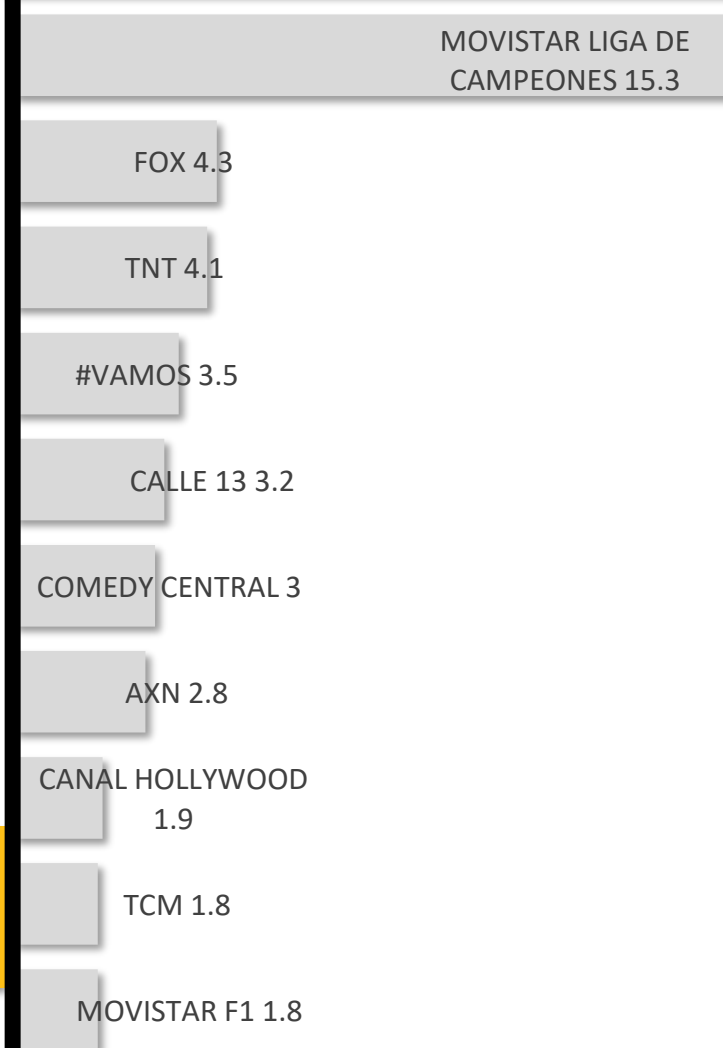 MOVISTAR LIGA DE
CAMPEONES 15.3
FOX 4.3
TNT 4.1
#VAMOS 3.5
CALLE 13 3.2
COMEDY CENTRAL 3
AXN 2.8
CANAL HOLLYWOOD
1.9
TCM 1.8
MOVISTAR F1 1.8